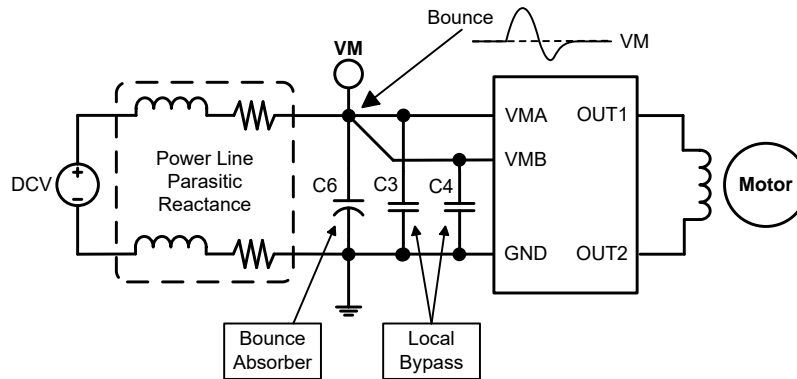 Bounce
VM
VM
VMA
OUT1
VMB
Power Line
Parasitic
Reactance
DCV
+
−
C6
C3
C4
Motor
GND
OUT2
Bounce
Absorber
Local
Bypass